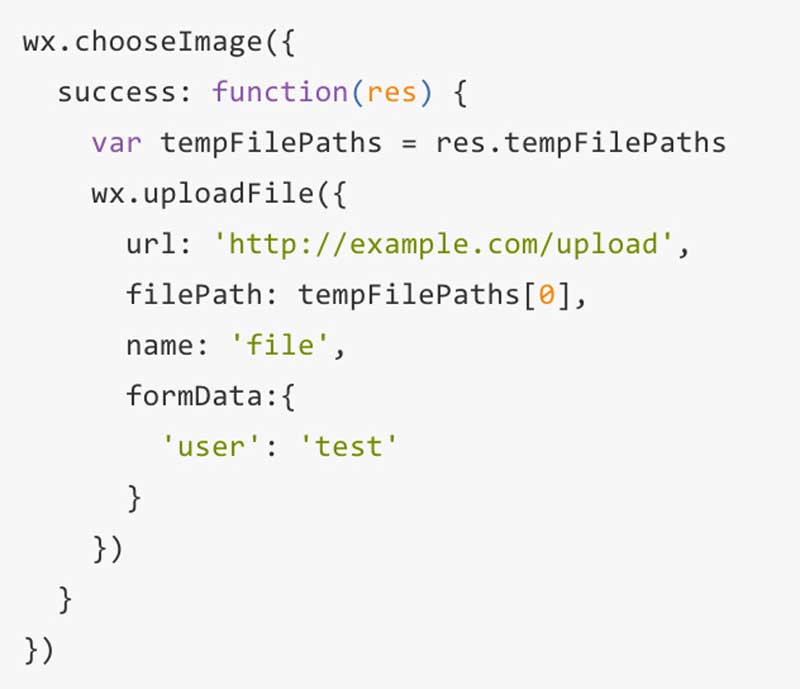 wx.chooseImage({
  success: function(res) {
    var tempFilePaths = res.tempFilePaths
    wx.uploadFile({
      url: 'http://example.com/upload',
      filePath: tempFilePaths[0],
      name: 'file',
      formData:{
        'user': 'test'
      }
    })
  }
})